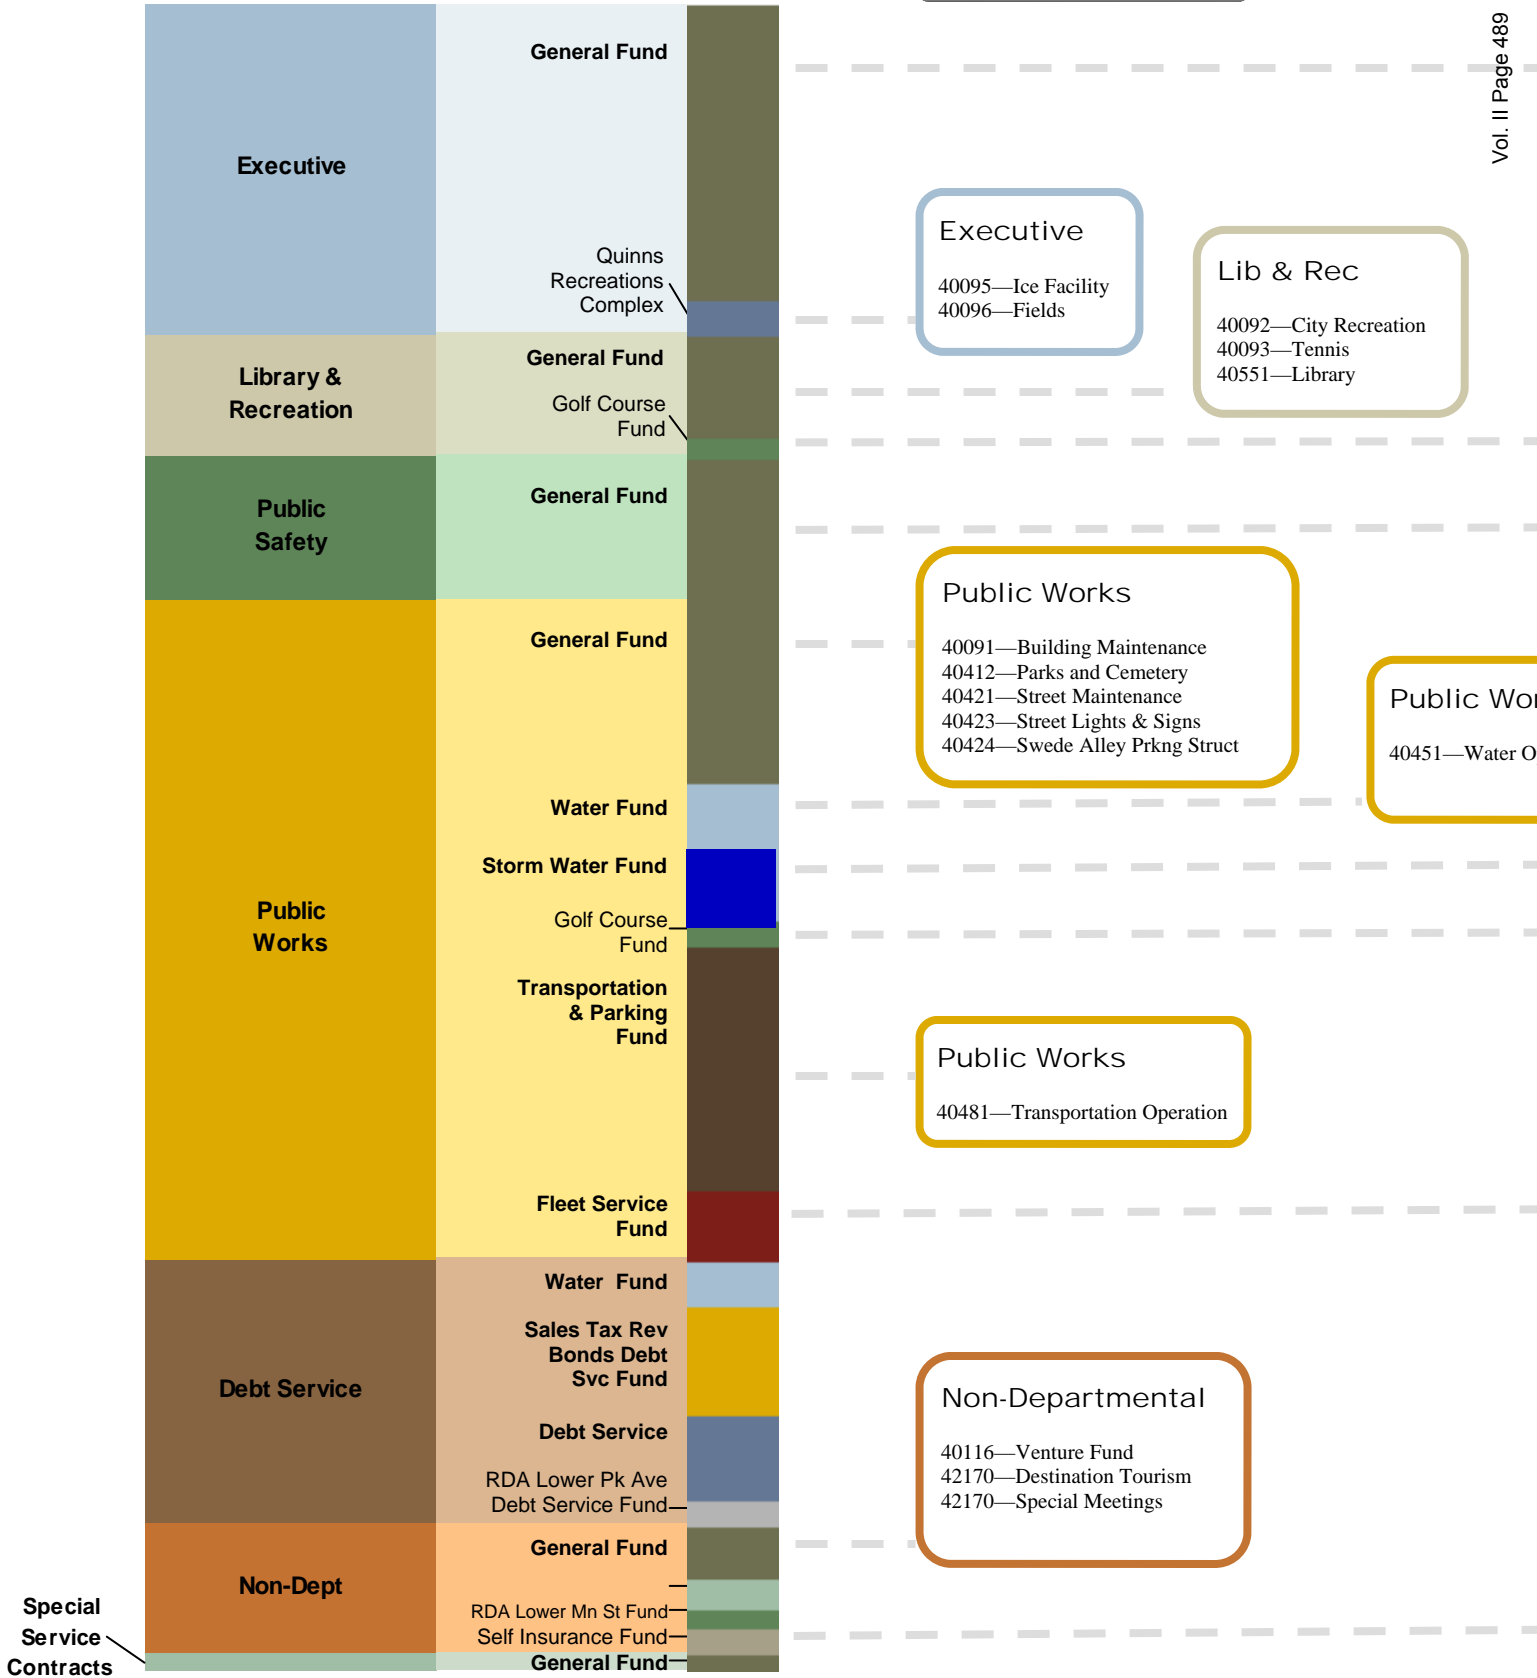 Vol. II Page 489
Executive
General Fund
Quinns
Recreations
Complex
Library &
Recreation
General Fund
Golf Course
Fund
Public
Safety
General Fund
Public
Works
General Fund
Water Fund
Storm Water Fund
Golf Course
Fund
Transportation
& Parking
Fund
Fleet Service
Fund
Debt Service
Water Fund
Sales Tax Rev
Bonds Debt
Svc Fund
Debt Service
RDA Lower Pk Ave
Debt Service Fund
Non-Dept
General Fund
RDA Lower Mn St Fund
Self Insurance Fund
Special
Service
Contracts
General Fund
Executive
40095—Ice Facility
40096—Fields
Lib & Rec
40092—City Recreation
40093—Tennis
40551—Library
Public Works
40091—Building Maintenance
40412—Parks and Cemetery
40421—Street Maintenance
40423—Street Lights & Signs
40424—Swede Alley Prkng Struct
Public
40451—Water
Public Works
40481—Transportation Operation
Non-Departmental
40116—Venture Fund
42170—Destination Tourism
42170—Special Meetings